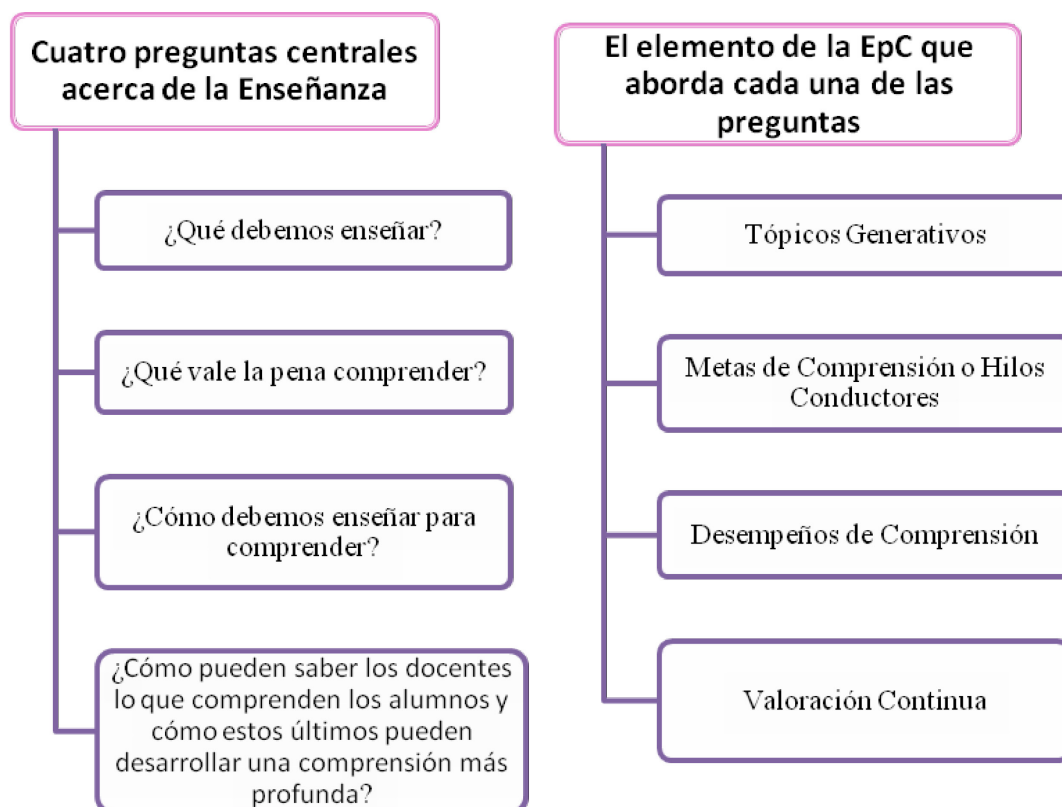 Cuatro preguntas centrales
acerca de la Enseñanza
¿Qué debemos enseñar?
¿Qué vale la pena comprender?
¿Cómo debemos enseñar para
comprender?
¿Cómo pueden saber los docentes
lo que comprenden los alumnos y
cómo estos últimos pueden
desarrollar una comprensión más
profunda?
El elemento de la EpC que
aborda cada una de las
preguntas
Tópicos Generativos
Metas de Comprensión o Hilos
Conductores
Desempeños de Comprensión
Valoración Continua